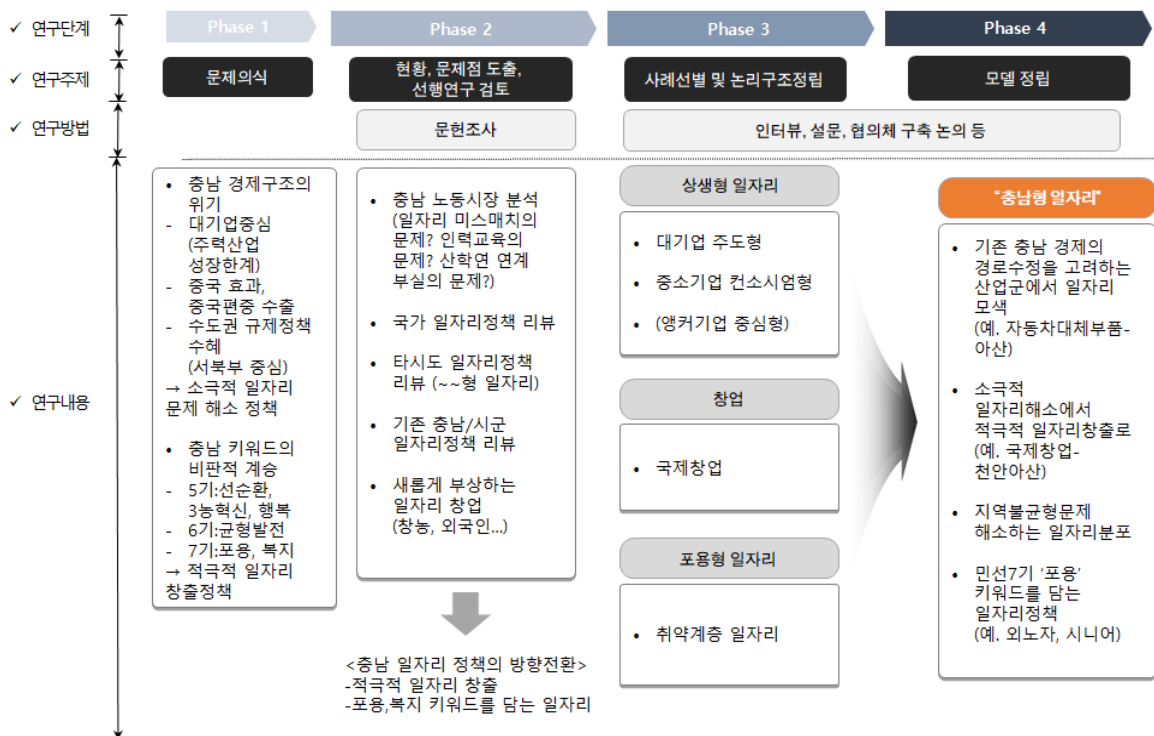 ✓ 연구단계
Phase 1
Phase 2
Phase 3
Phase 4
✓ 연구주제
문제의식
현황, 문제점 도출,
선행연구 검토
사례선별 및 논리구조정립
모델 정립
✓ 연구방법
문헌조사
인터뷰, 설문, 협의체 구축 논의 등
✓ 연구내용
• 충남 경제구조의
위기
- 대기업중심
(주력산업
성장한계)
- 중국 효과,
중국편중 수출
- 수도권 규제정책
수혜
(서북부 중심)
→ 소극적 일자리
문제 해소 정책
• 충남 키워드의
비판적 계승
- 5기:선순환,
3농혁신, 행복
- 6기:균형발전
- 7기:포용, 복지
→ 적극적 일자리
창출정책
• 충남 노동시장 분석
(일자리 미스매치의
문제? 인력교육의
문제? 산학연 연계
부실의 문제?)
• 국가 일자리정책 리뷰
• 타시도 일자리정책
리뷰 (~~형 일자리)
• 기존 충남/시군
일자리정책 리뷰
• 새롭게 부상하는
일자리 창업
(창농, 외국인...)
<충남 일자리 정책의 방향전환>
-적극적 일자리 창출
-포용,복지 키워드를 담는 일자리
상생형 일자리
• 대기업 주도형
• 중소기업 컨소시엄형
• (앵커기업 중심형)
창업
• 국제창업
포용형 일자리
• 취약계층 일자리
"충남형 일자리"
• 기존 충남 경제의
경로수정을 고려하는
산업군에서 일자리
모색
(예. 자동차대체부품-
아산)
• 소극적
일자리해소에서
적극적 일자리창출로
(예. 국제창업-
천안아산)
• 지역불균형문제
해소하는 일자리분포
• 민선7기 ‘포용’
키워드를 담는
일자리정책
(예. 외노자, 시니어)